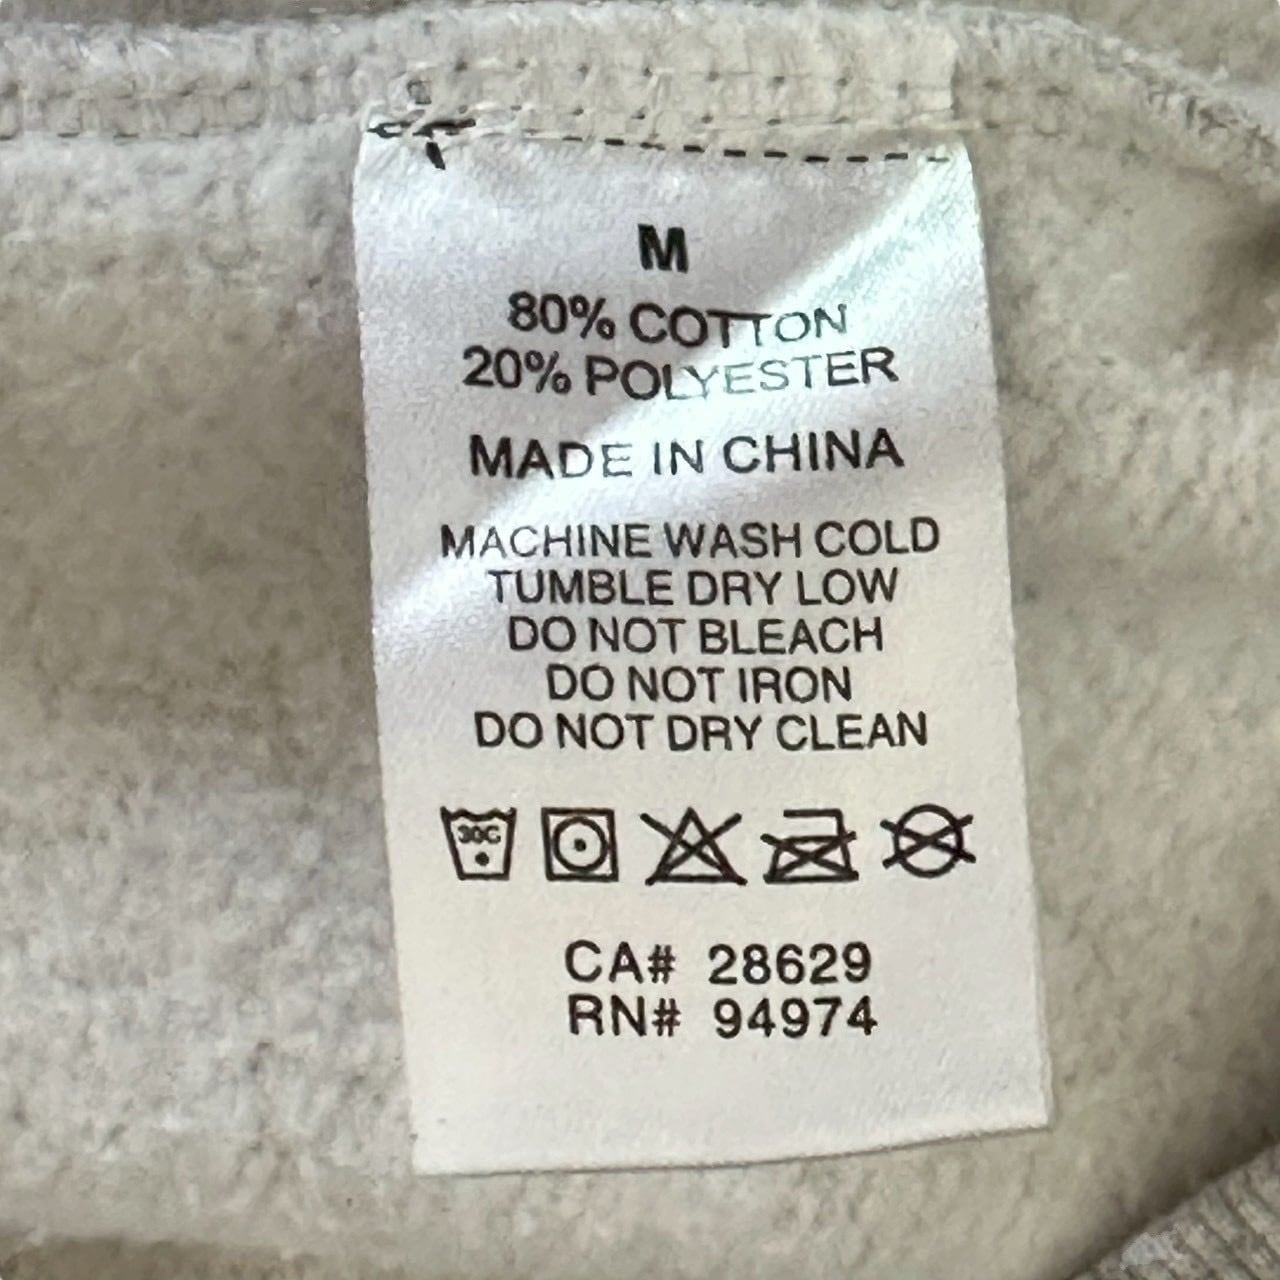 M
80% COTTON
20% POLYESTER
MADE IN CHINA
MACHINE WASH COLD
TUMBLE DRY LOW
DO NOT BLEACH
DO NOT IRON
DO NOT DRY CLEAN
30C
CA# 28629
RN# 94974